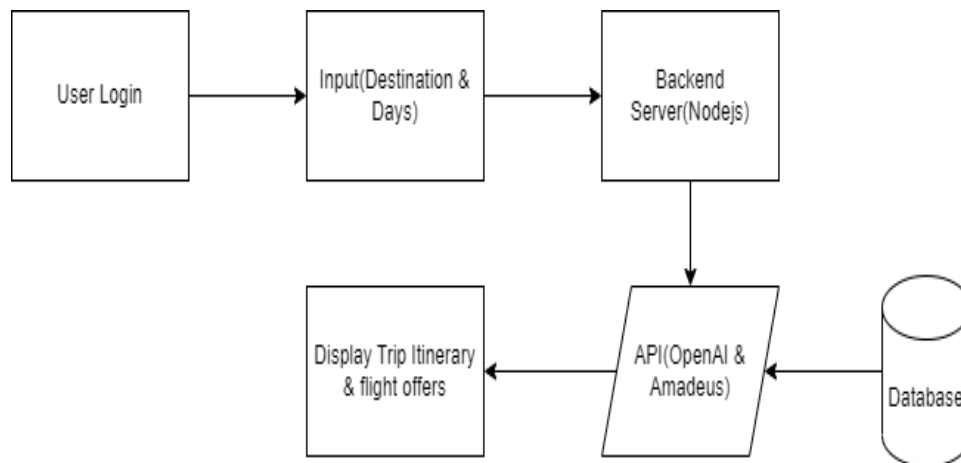 User Login
Input(Destination &
Days)
Backend
Server(Nodejs)
Display Trip Itinerary
& flight offers
API(OpenAI &
Amadeus)
Database